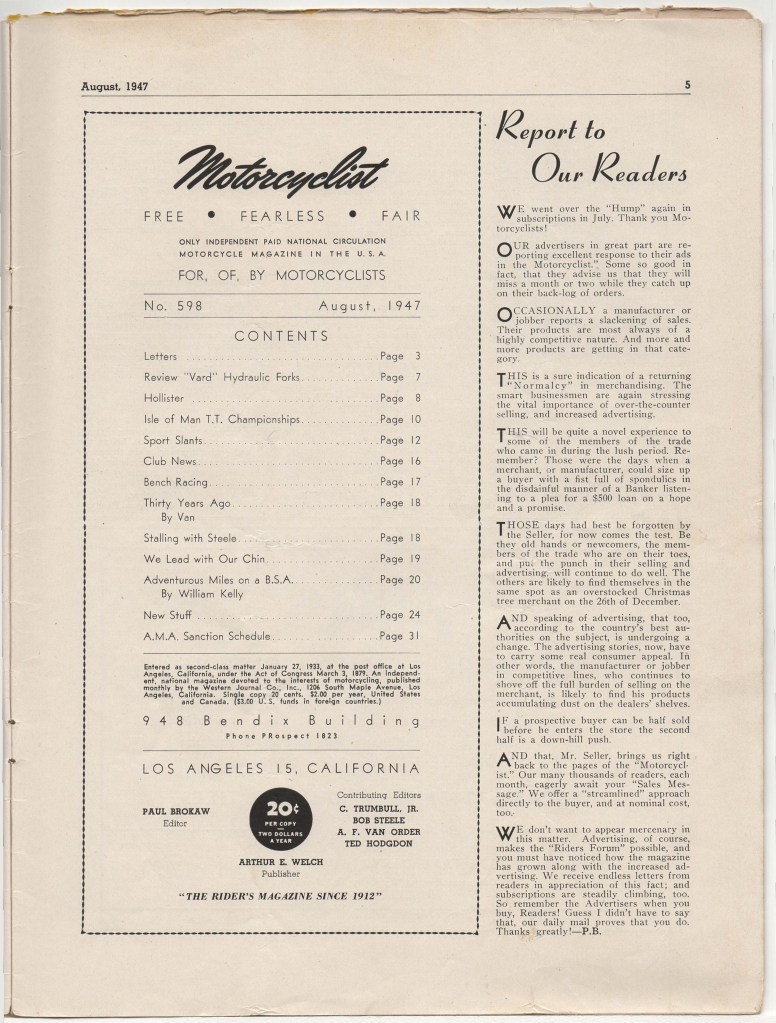 August, 1947
5
Motorcyclist
FREE • FEARLESS • FAIR
ONLY INDEPENDENT PAID NATIONAL CIRCULATION
MOTORCYCLE MAGAZINE IN THE U. S. A.
FOR, OF, BY MOTORCYCLISTS
No. 598 August, 1947
CONTENTS
Letters ............ Page 3
Review "Vard" Hydraulic Forks ............ Page 7
Hollister ............ Page 8
Isle of Man T.T. Championships ............ Page 10
Sport Slants ............ Page 12
Club News ............ Page 16
Bench Racing ............ Page 17
Thirty Years Ago ............ Page 18
By Van
Stalling with Steele ............ Page 18
We Lead with Our Chin ............ Page 19
Adventurous Miles on a B.S.A. ............ Page 20
By William Kelly
New Stuff ............ Page 24
A.M.A. Sanction Schedule ............ Page 31
Entered as second-class matter January 27, 1933, at the post office at Los
Angeles, California, under the Act of Congress March 3, 1879. An independ-
ent, national magazine devoted to the interests of motorcycling, published
monthly by the Western Journal Co., Inc., 1206 South Maple Avenue, Los
Angeles, California. Single copy 20 cents. $2.00 per year, United States
and Canada. ($3.00 U. S. funds in foreign countries.)
948 Bendix Building
Phone PRospect 1823
LOS ANGELES 15, CALIFORNIA
PAUL BROKAW
Editor
20¢
PER COPY
TWO DOLLARS
A YEAR
Contributing Editors
C. TRUMBULL, JR.
BOB STEELE
A. F. VAN ORDER
TED HODGDON
ARTHUR E. WELCH
Publisher
"THE RIDER'S MAGAZINE SINCE 1912"
Report to
Our Readers
WE went over the "Hump" again in
subscriptions in July. Thank you Mo-
torcyclists!
OUR advertisers in great part are re-
porting excellent response to their ads
in the Motorcyclist." Some so good in
fact, that they advise us that they will
miss a month or two while they catch up
on their back-log of orders.
OCCASIONALLY a manufacturer or
jobber reports a slackening of sales.
Their products are most always of a
highly competitive nature. And more and
more products are getting in that cate-
gory.
THIS is a sure indication of a returning
"Normalcy" in merchandising. The
smart businessmen are again stressing
the vital importance of over-the-counter
selling, and increased advertising.
THIS will be quite a novel experience to
some of the members of the trade
who came in during the lush period. Re-
member? Those were the days when a
merchant, or manufacturer, could size up
a buyer with a fist full of spondulics in
the disdainful manner of a Banker listen-
ing to a plea for a $500 loan on a hope
and a promise.
THOSE days had best be forgotten by
the Seller, for now comes the test. Be
they old hands or newcomers, the mem-
bers of the trade who are on their toes,
and put the punch in their selling and
advertising, will continue to do well. The
others are likely to find themselves in the
same spot as an overstocked Christmas
tree merchant on the 26th of December.
AND speaking of advertising, that too,
according to the country's best au-
thorities on the subject, is undergoing a
change. The advertising stories, now, have
to carry some real consumer appeal. In
other words, the manufacturer or jobber
in competitive lines, who continues to
shove off the full burden of selling on the
merchant, is likely to find his products
accumulating dust on the dealers' shelves.
IF a prospective buyer can be half sold
before he enters the store the second
half is a down-hill push.
AND that, Mr. Seller, brings us right
back to the pages of the "Motorcycl-
ist." Our many thousands of readers, each
month, eagerly await your "Sales Mes-
sage." We offer a "streamlined" approach
directly to the buyer, and at nominal cost,
too.
WE don't want to appear mercenary in
this matter. Advertising, of course,
makes the "Riders Forum" possible, and
you must have noticed how the magazine
has grown along with the increased ad-
vertising. We receive endless letters from
readers in appreciation of this fact; and
subscriptions are steadily climbing, too.
So remember the Advertisers when you
buy, Readers! Guess I didn't have to say
that, our daily mail proves that you do.
Thanks greatly!—P.B.